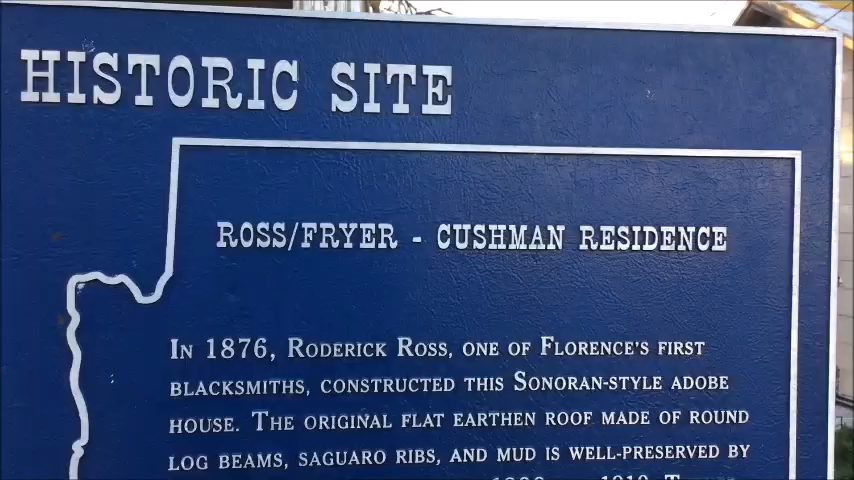 HISTORIC SITE
ROSS/FRYER - CUSHMAN RESIDENCE
IN 1876, RODERICK ROSS, ONE OF FLORENCE'S FIRST
BLACKSMITHS, CONSTRUCTED THIS SONORAN-STYLE ADOBE
HOUSE. THE ORIGINAL FLAT EARTHEN ROOF MADE OF ROUND
LOG BEAMS, SAGUARO RIBS, AND MUD IS WELL-PRESERVED BY